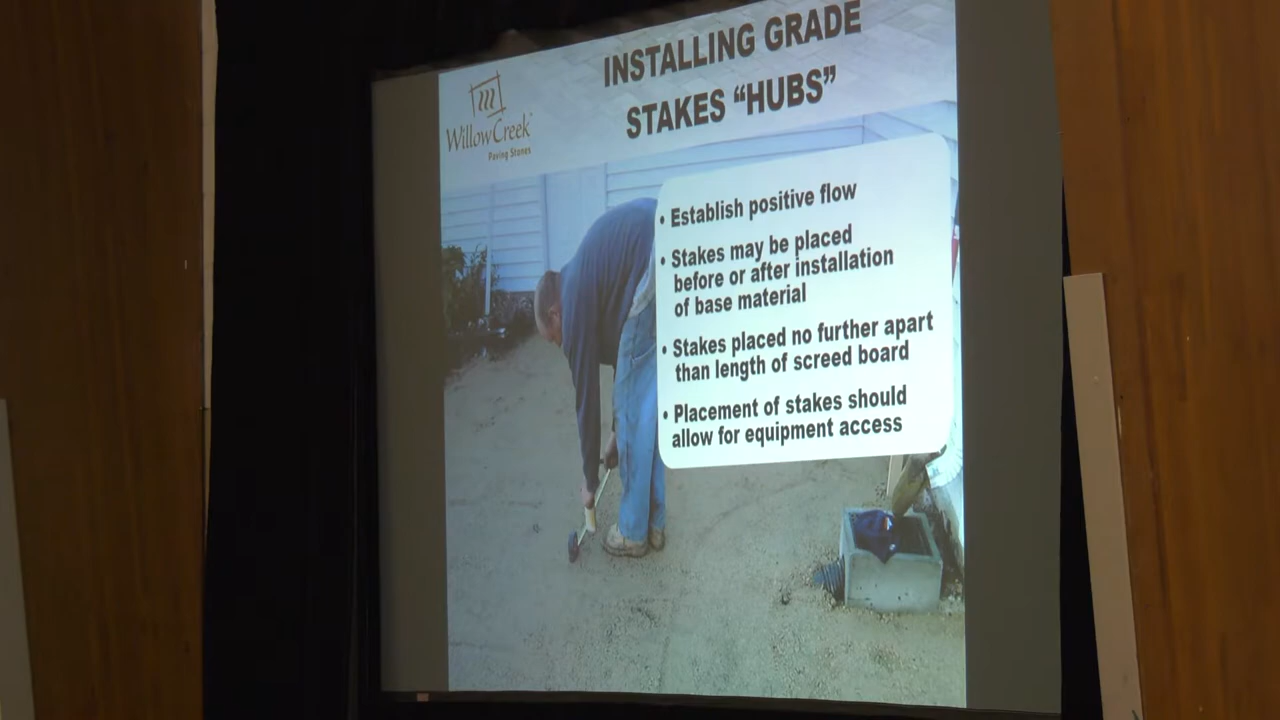 INSTALLING GRADE
STAKES “HUBS”
WillowCreek
Paving Stones
• Establish positive flow
• Stakes may be placed
before or after installation
of base material
• Stakes placed no further apart
than length of screed board
• Placement of stakes should
allow for equipment access